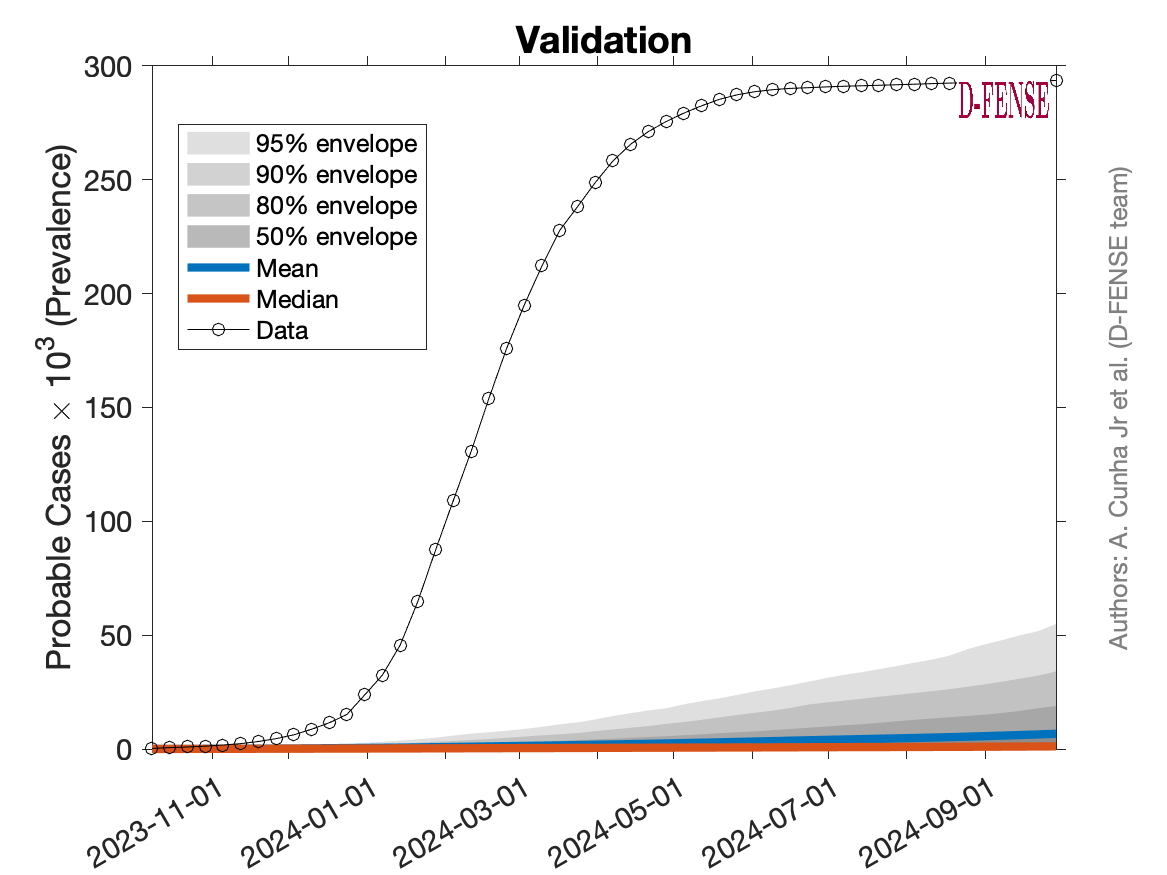 Validation
Probable Cases × 10³ (Prevalence)
300
250
200
150
100
50
0
95% envelope
90% envelope
80% envelope
50% envelope
Mean
Median
Data
D-FENSE
2023-11-01
2024-01-01
2024-03-01
2024-05-01
2024-07-01
2024-09-01
Authors: A. Cunha Jr et al. (D-FENSE team)